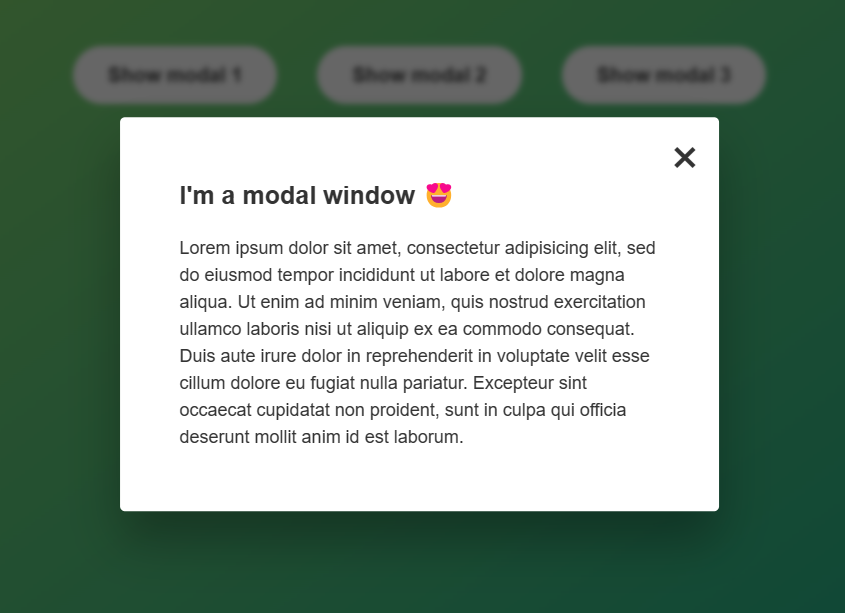 Show modal 1 Show modal 2 Show modal 3
I'm a modal window 😍
Lorem ipsum dolor sit amet, consectetur adipisicing elit, sed
do eiusmod tempor incididunt ut labore et dolore magna
aliqua. Ut enim ad minim veniam, quis nostrud exercitation
ullamco laboris nisi ut aliquip ex ea commodo consequat.
Duis aute irure dolor in reprehenderit in voluptate velit esse
cillum dolore eu fugiat nulla pariatur. Excepteur sint
occaecat cupidatat non proident, sunt in culpa qui officia
deserunt mollit anim id est laborum.